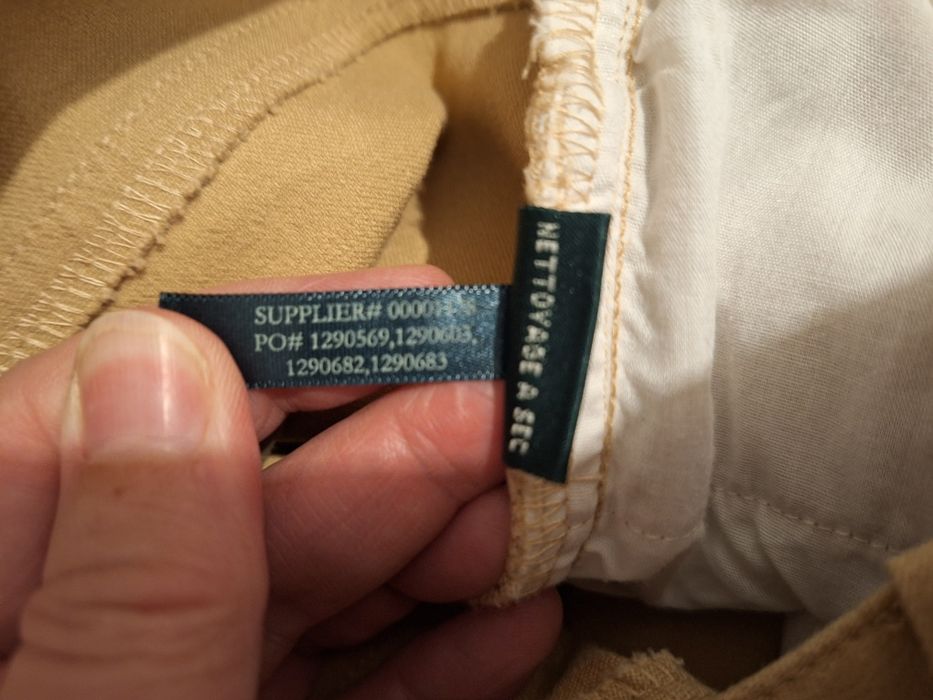 SUPPLIER#
PO# 1290569,1290603,
1290682,1290683
NETTOYAGE A SEC